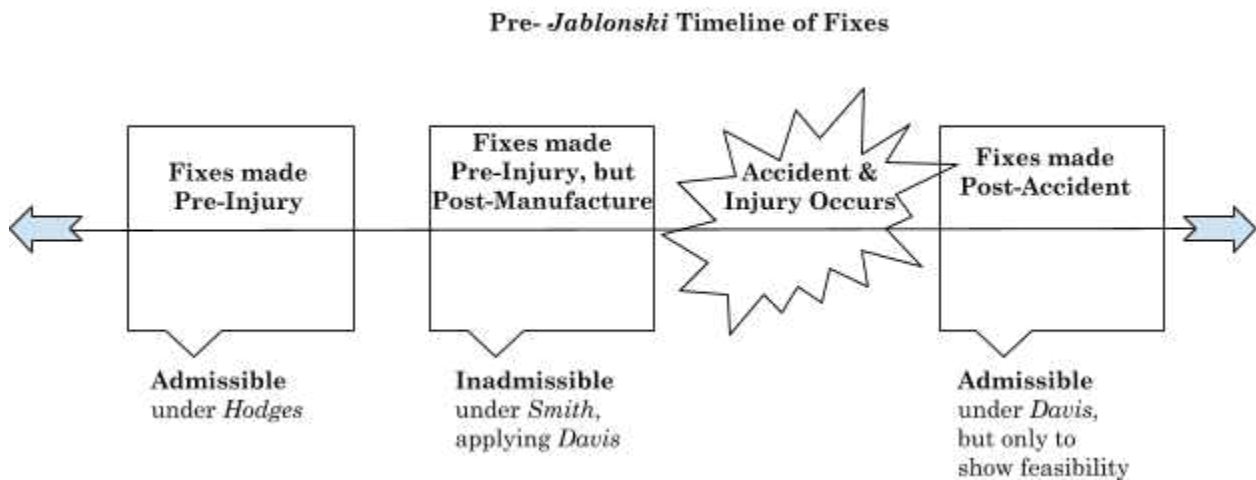 Pre- Jablonski Timeline of Fixes
Fixes made
Pre-Injury
Fixes made
Pre-Injury, but
Post-Manufacture
Accident &
Injury Occurs
Fixes made
Post-Accident
Admissible
under Hodges
Inadmissible
under Smith,
applying Davis
Admissible
under Davis,
but only to
show feasibility